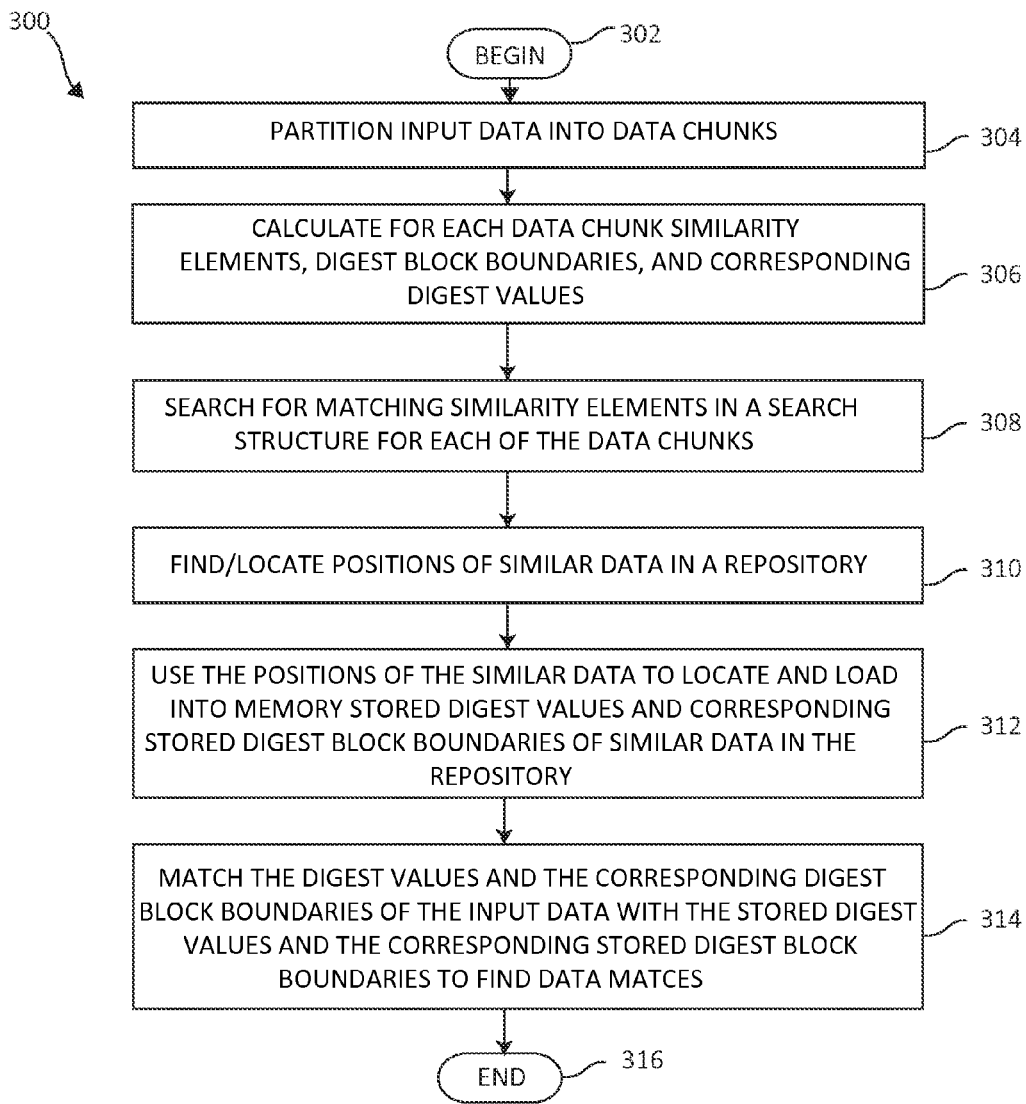 300
BEGIN
302
PARTITION INPUT DATA INTO DATA CHUNKS
304
CALCULATE FOR EACH DATA CHUNK SIMILARITY
ELEMENTS, DIGEST BLOCK BOUNDARIES, AND CORRESPONDING
DIGEST VALUES
306
SEARCH FOR MATCHING SIMILARITY ELEMENTS IN A SEARCH
STRUCTURE FOR EACH OF THE DATA CHUNKS
308
FIND/LOCATE POSITIONS OF SIMILAR DATA IN A REPOSITORY
310
USE THE POSITIONS OF THE SIMILAR DATA TO LOCATE AND LOAD
INTO MEMORY STORED DIGEST VALUES AND CORRESPONDING
STORED DIGEST BLOCK BOUNDARIES OF SIMILAR DATA IN THE
REPOSITORY
312
MATCH THE DIGEST VALUES AND THE CORRESPONDING DIGEST
BLOCK BOUNDARIES OF THE INPUT DATA WITH THE STORED DIGEST
VALUES AND THE CORRESPONDING STORED DIGEST BLOCK
BOUNDARIES TO FIND DATA MATCES
314
END
316